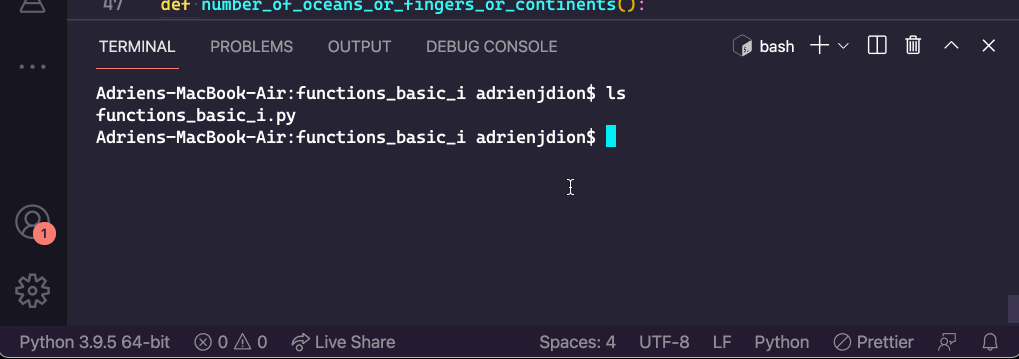 47 def number_of_oceans_or_fingers_or_continents():
TERMINAL PROBLEMS OUTPUT DEBUG CONSOLE bash
Adriens-MacBook-Air:functions_basic_i adrienjdion$ ls
functions_basic_i.py
Adriens-MacBook-Air:functions_basic_i adrienjdion$
1
Python 3.9.5 64-bit 0 0 Live Share Spaces: 4 UTF-8 LF Python Prettier